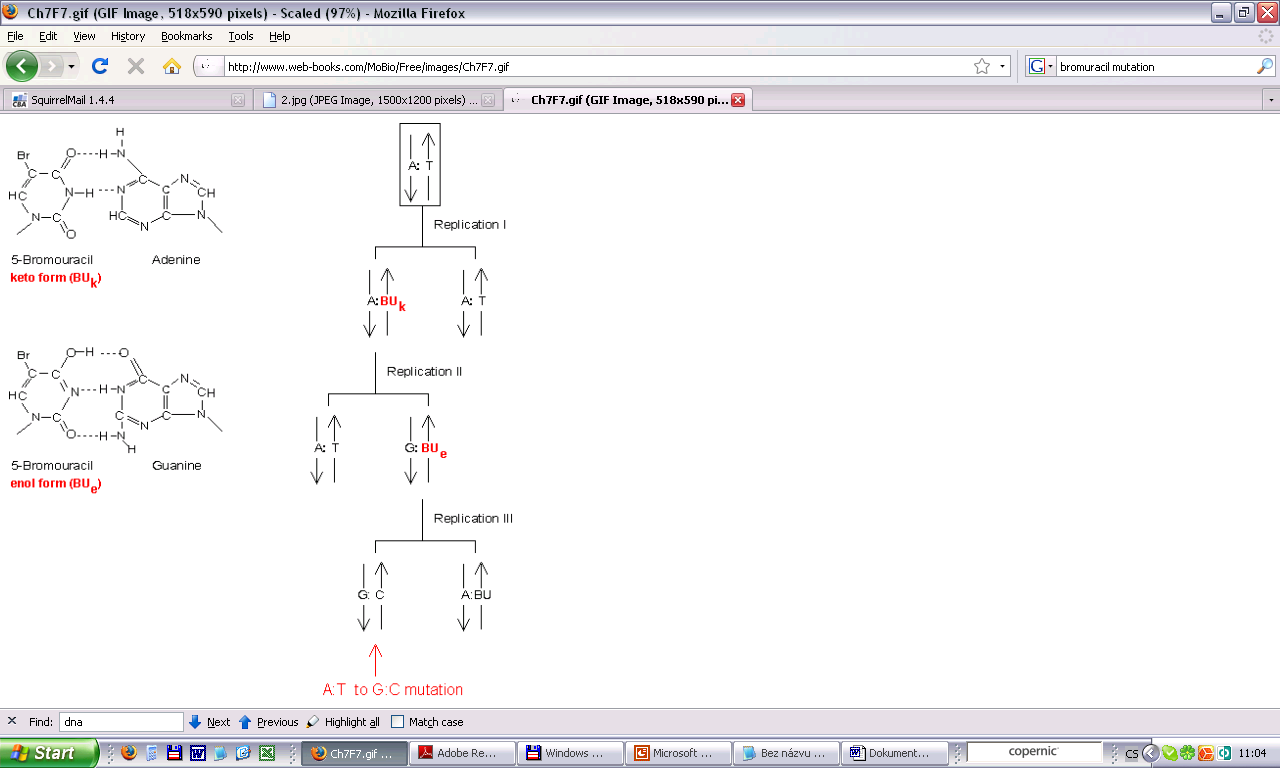 Ch7F7.gif (GIF Image, 518x590 pixels) - Scaled (97%) - Mozilla Firefox
File Edit View History Bookmarks Tools Help
http://www.web-books.com/MoBio/Free/images/Ch7F7.gif
G bromuracil mutation
CBA SquirrelMail 1.4.4
2.jpg (JPEG Image, 1500x1200 pixels) ...
Ch7F7.gif (GIF Image, 518x590 pi...
H
Br O H N
C C N C N
HC N H N C CH
N C HC N C N
O
5-Bromouracil Adenine
keto form (BUk)
Br O H O
C C C N
HC N H N C CH
N C C N C N
O H N
H
5-Bromouracil Guanine
enol form (BUe)
A: T
Replication I
A:BUk A: T
Replication II
A: T G: BUe
Replication III
G: C A:BU
A:T to G:C mutation
Find: dna Next Previous Highlight all Match case
Start Ch7F7.gif ... Adobe Re... Windows ... Microsoft ... Bez názvu ... Dokument... copernic CS 11:04